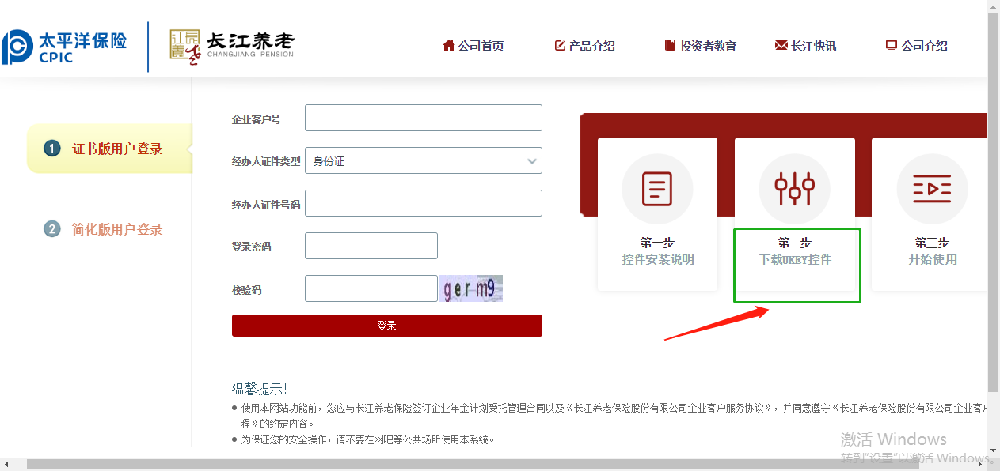 太平洋保险
CPIC
长江养老
CHANGJIANG PENSION
公司首页
产品介绍
投资者教育
长江快讯
公司介绍
1 证书版用户登录
2 简化版用户登录
企业客户号
经办人证件类型
身份证
经办人证件号码
登录密码
校验码
germ9
登录
第一步
控件安装说明
第二步
下载UKEY控件
第三步
开始使用
温馨提示！
● 使用本网站功能前，您应与长江养老保险签订企业年金计划受托管理合同以及《长江养老保险股份有限公司企业客户服务协议》，并同意遵守《长江养老保险股份有限公司企业客户
程》的约定内容。
● 为保证您的安全操作，请不要在网吧等公共场所使用本系统。
激活 Windows
转到"设置"以激活 Windows。